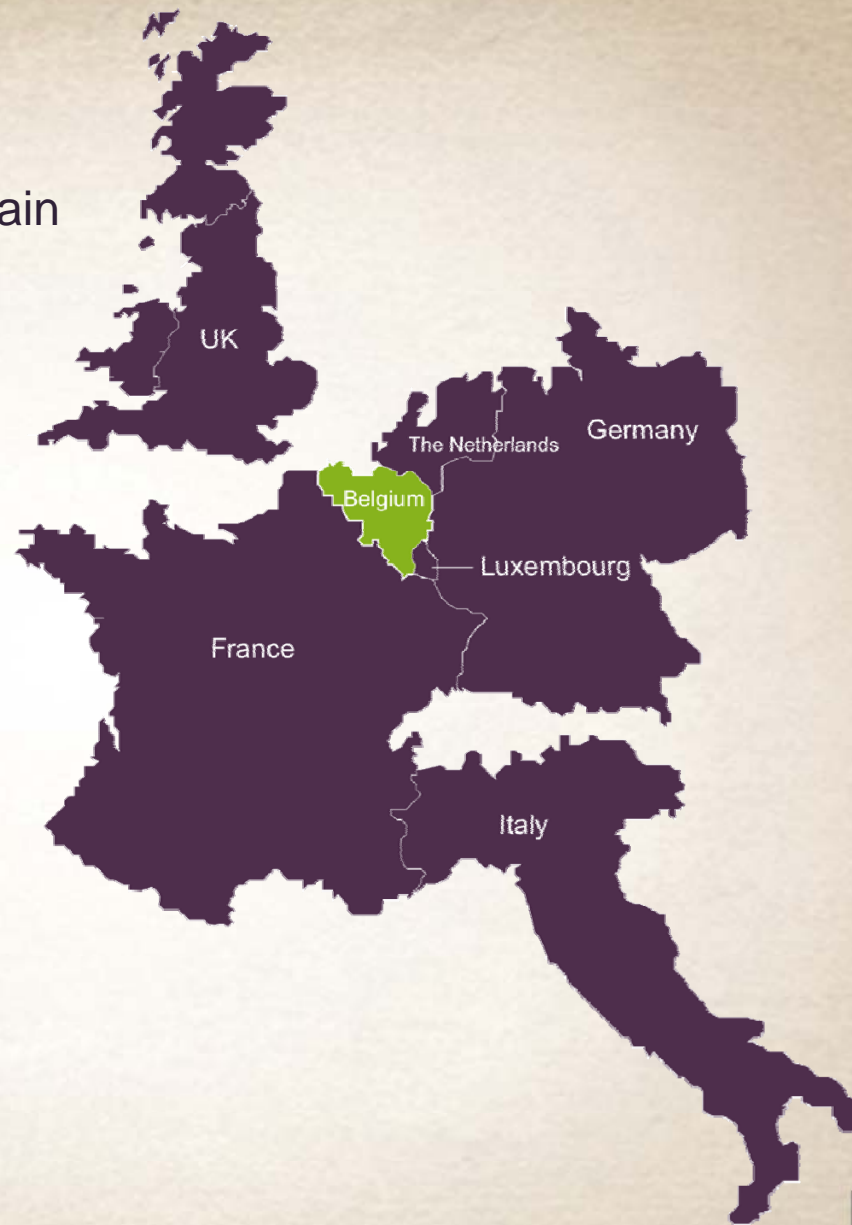 ain
UK
Germany
The Netherlands
Belgium
Luxembourg
France
Italy